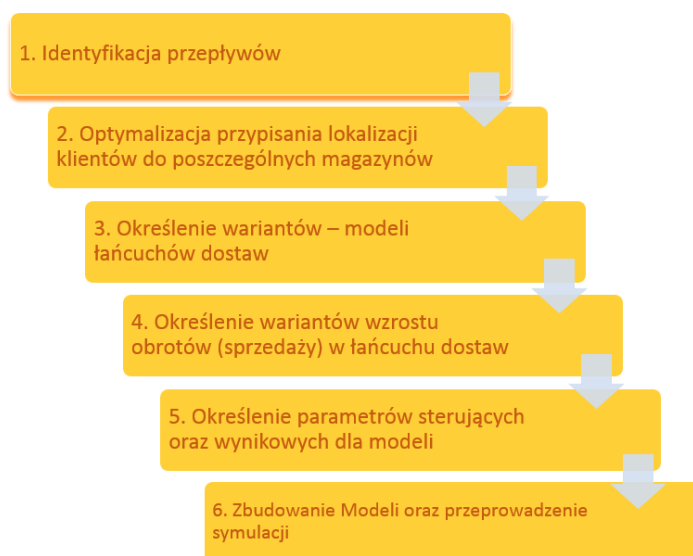 1. Identyfikacja przepływów
2. Optymalizacja przypisania lokalizacji
klientów do poszczególnych magazynów
3. Określenie wariantów – modeli
łańcuchów dostaw
4. Określenie wariantów wzrostu
obrotów (sprzedaży) w łańcuchu dostaw
5. Określenie parametrów sterujących
oraz wynikowych dla modeli
6. Zbudowanie Modeli oraz przeprowadzenie
symulacji